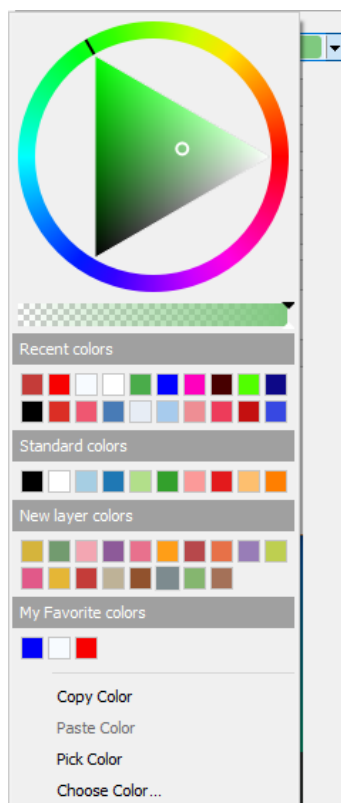 Recent colors
Standard colors
New layer colors
My Favorite colors
Copy Color
Paste Color
Pick Color
Choose Color...